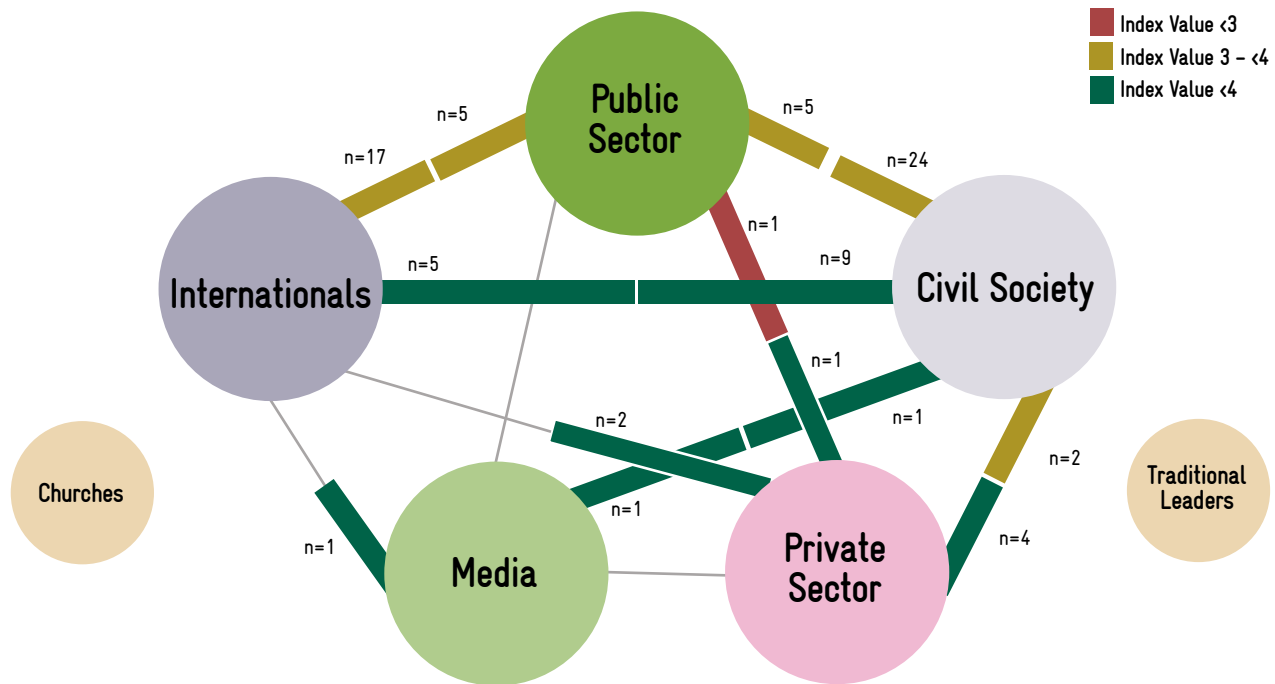 Index Value <3
Index Value 3 – <4
Index Value <4
Public
Sector
n=5
n=5
n=17
n=24
n=1
n=5
n=9
Internationals
Civil Society
n=1
n=2
n=1
n=2
Churches
Traditional
Leaders
n=1
n=1
n=4
Media
Private
Sector